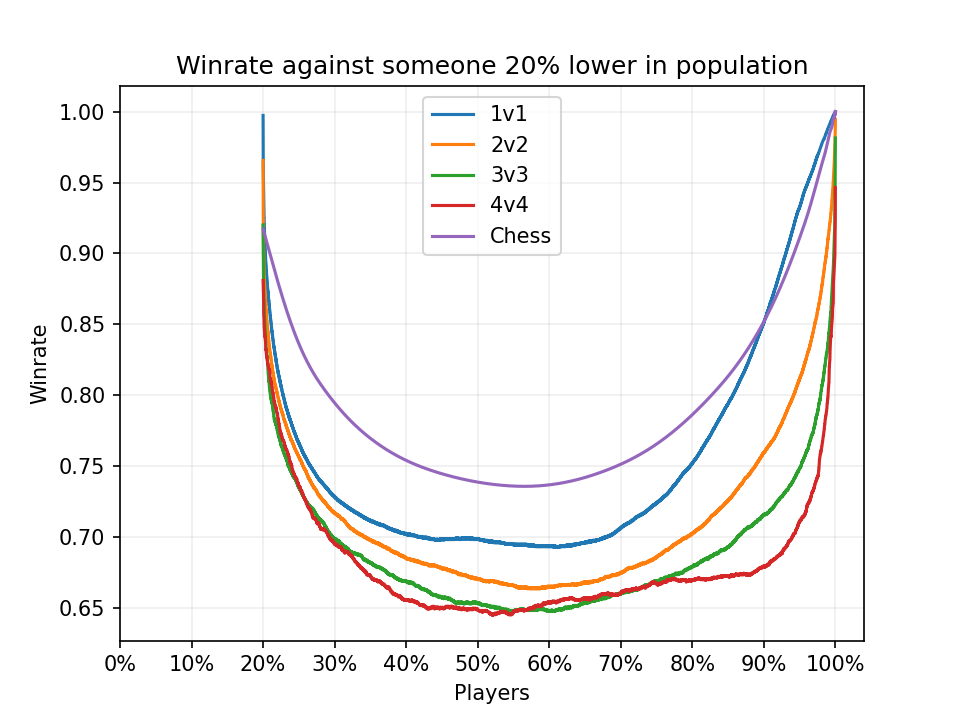 Winrate against someone 20% lower in population
1.00
0.95
0.90
0.85
0.80
0.75
0.70
0.65
Winrate
1v1
2v2
3v3
4v4
Chess
0% 10% 20% 30% 40% 50% 60% 70% 80% 90% 100%
Players